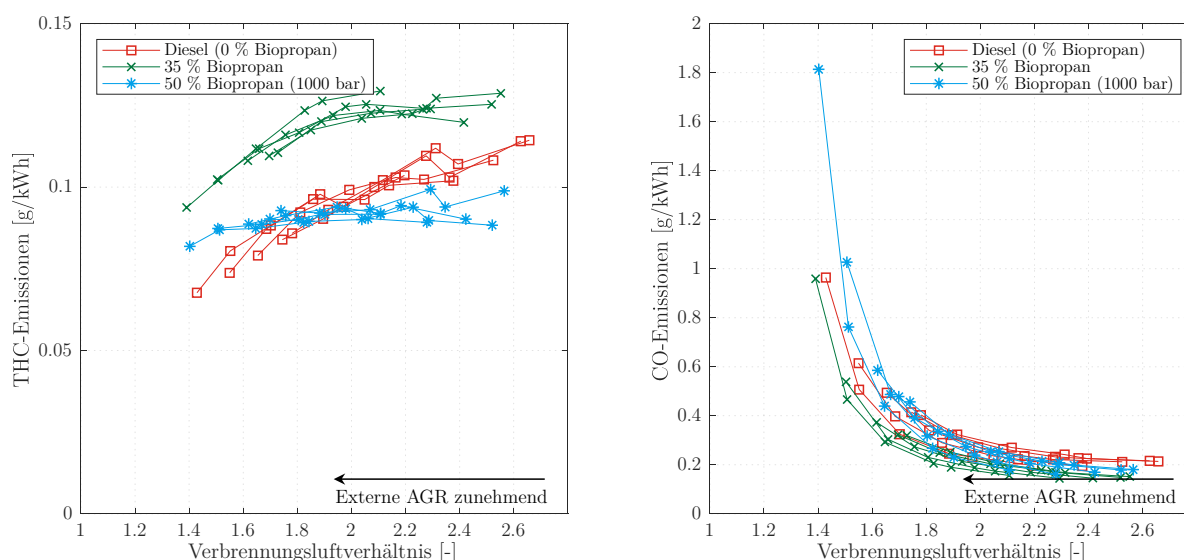 0.15
0.1
0.05
0
THC-Emissionen [g/kWh]
Diesel (0 % Biopropan)
35 % Biopropan
50 % Biopropan (1000 bar)
Externe AGR zunehmend
1 1.2 1.4 1.6 1.8 2 2.2 2.4 2.6
Verbrennungsluftverhältnis [-]
2
1.8
1.6
1.4
1.2
1
0.8
0.6
0.4
0.2
0
CO-Emissionen [g/kWh]
Diesel (0 % Biopropan)
35 % Biopropan
50 % Biopropan (1000 bar)
Externe AGR zunehmend
1 1.2 1.4 1.6 1.8 2 2.2 2.4 2.6
Verbrennungsluftverhältnis [-]